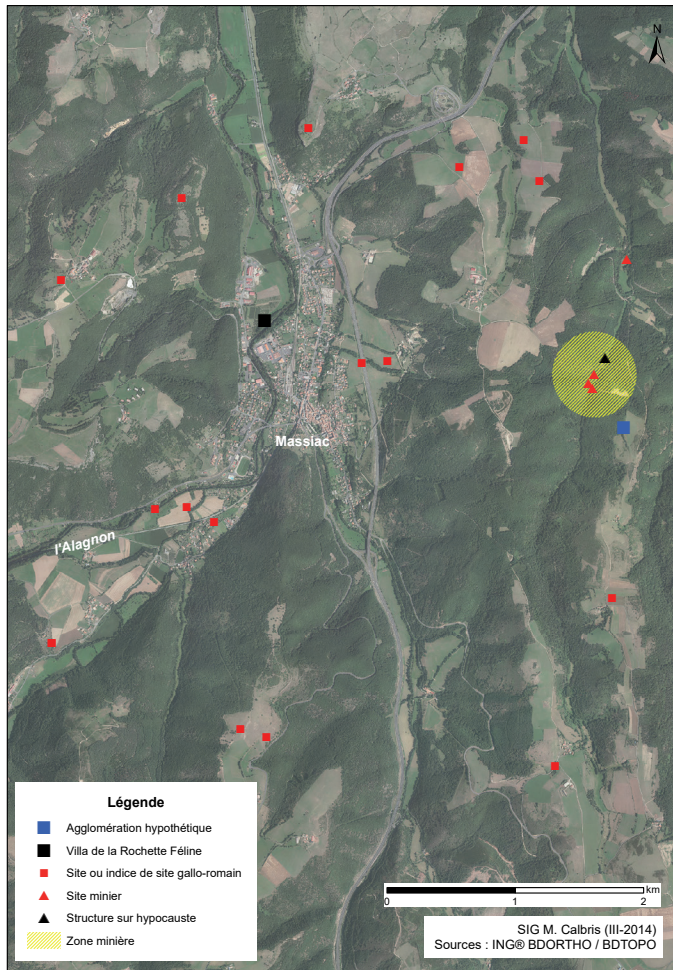 N
Massiac
l'Alagnon
Légende
Agglomération hypothétique
Villa de la Rochette Féline
Site ou indice de site gallo-romain
Site minier
Structure sur hypocauste
Zone minière
km
0 1 2
SIG M. Calbris (III-2014)
Sources : ING® BDORTHO / BDTOPO